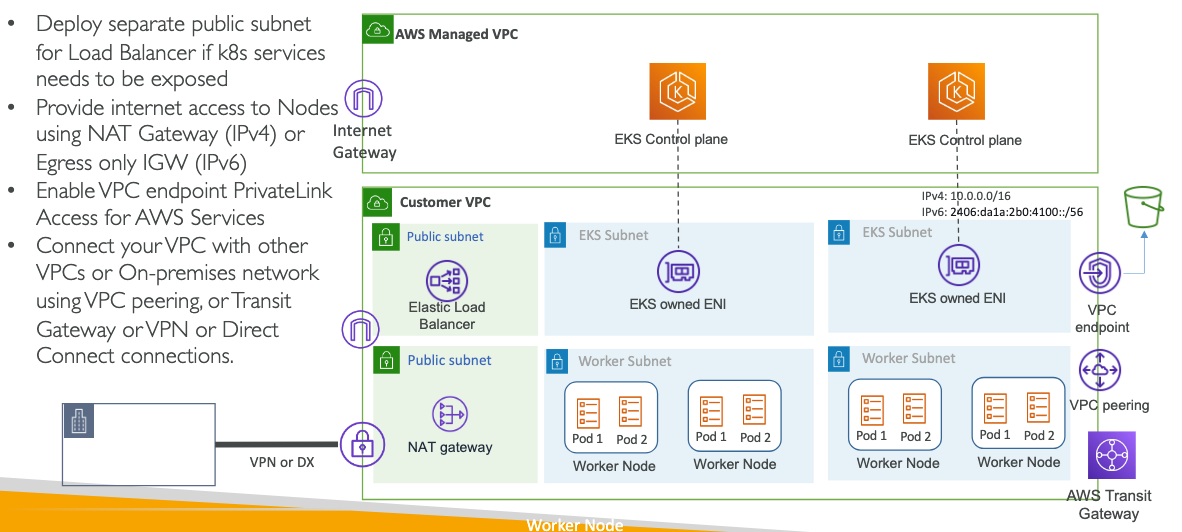 • Deploy separate public subnet
for Load Balancer if k8s services
needs to be exposed
• Provide internet access to Nodes
using NAT Gateway (IPv4) or
Egress only IGW (IPv6)
• Enable VPC endpoint PrivateLink
Access for AWS Services
• Connect your VPC with other
VPCs or On-premises network
using VPC peering, or Transit
Gateway or VPN or Direct
Connect connections.
AWS Managed VPC
Internet
Gateway
K
EKS Control plane
K
EKS Control plane
Customer VPC
IPv4: 10.0.0.0/16
IPv6: 2406:da1a:2b0:4100::/56
Public subnet
Elastic Load
Balancer
EKS Subnet
EKS owned ENI
EKS Subnet
EKS owned ENI
VPC
endpoint
Public subnet
NAT gateway
Worker Subnet
Pod 1 Pod 2
Worker Node
Pod 1 Pod 2
Worker Node
Worker Subnet
Pod 1 Pod 2
Worker Node
Pod 1 Pod 2
Worker Node
VPC peering
AWS Transit
Gateway
VPN or DX
Worker Node